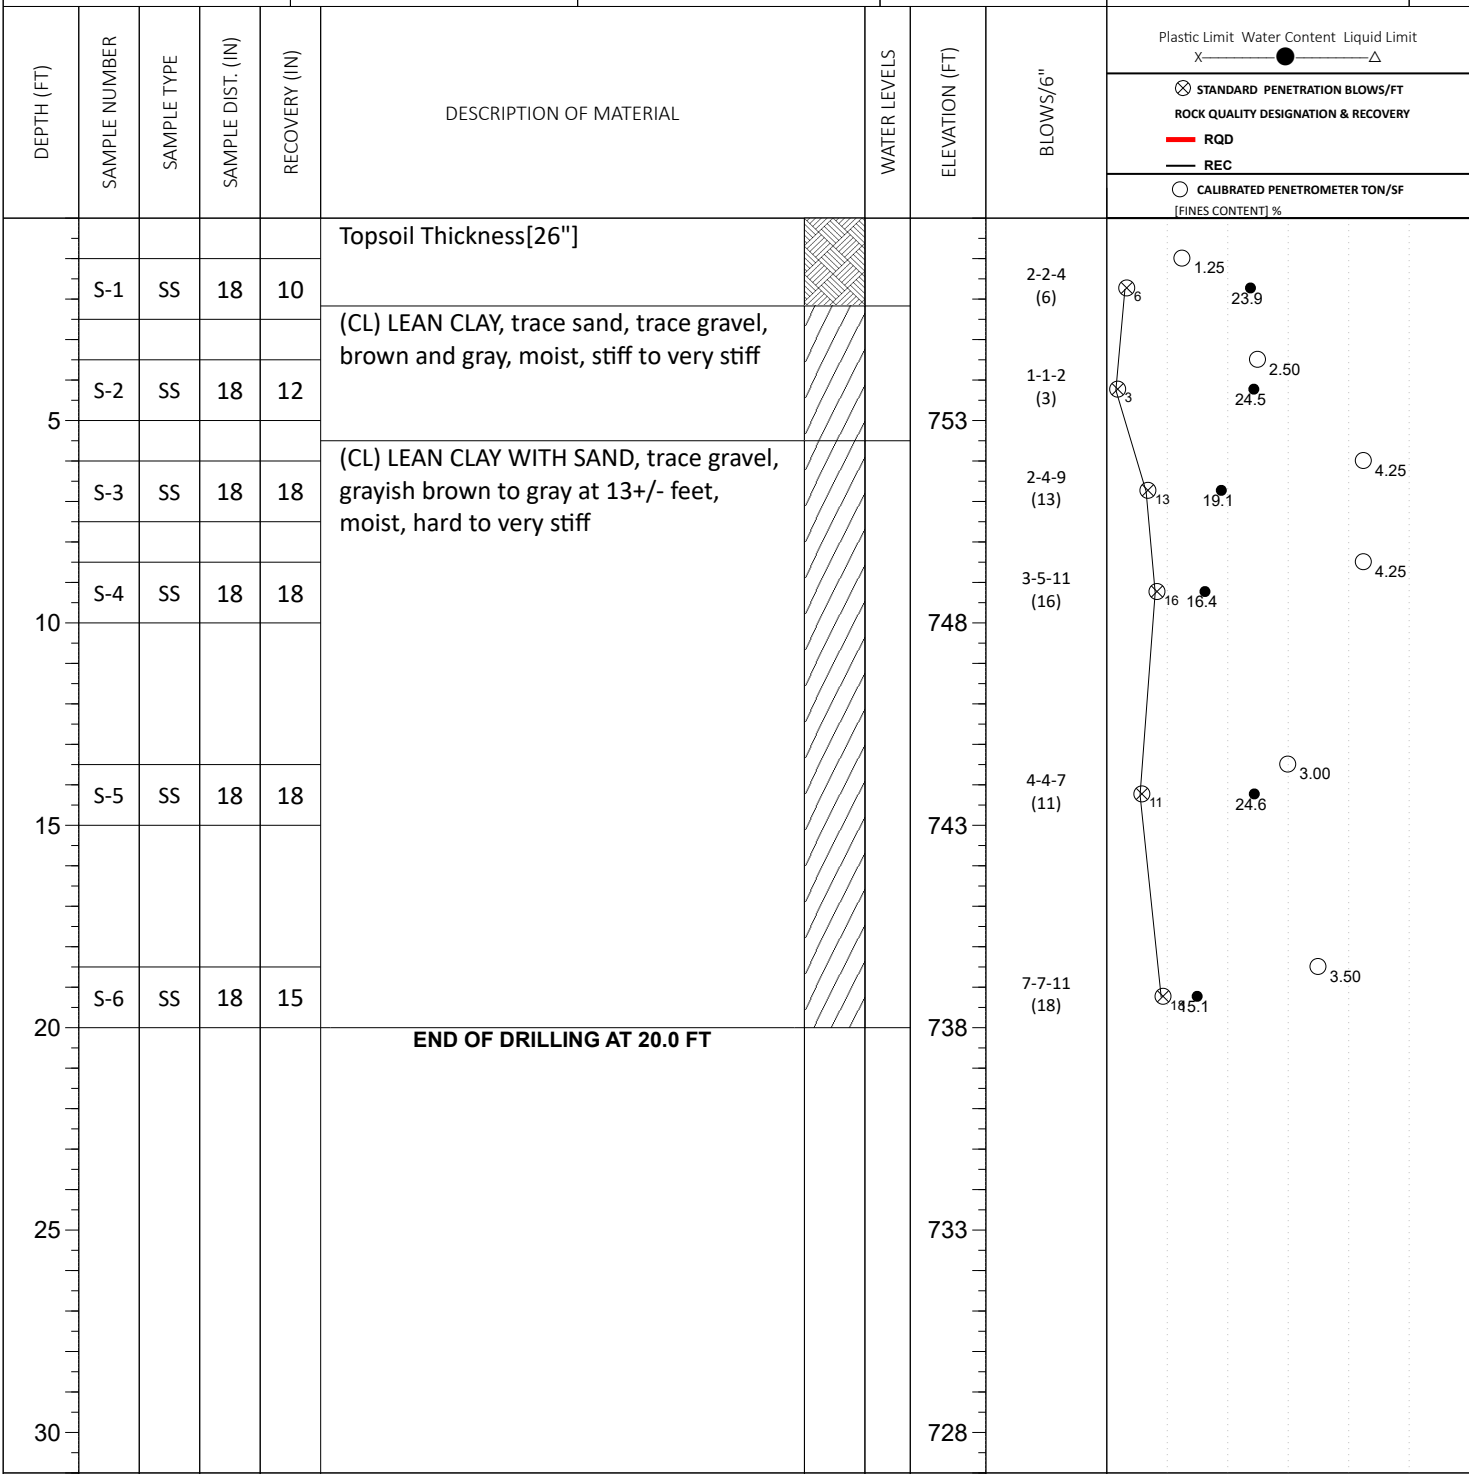 DEPTH (FT)
SAMPLE NUMBER
SAMPLE TYPE
SAMPLE DIST. (IN)
RECOVERY (IN)
DESCRIPTION OF MATERIAL
WATER LEVELS
ELEVATION (FT)
BLOWS/6"
Plastic Limit Water Content Liquid Limit
X
STANDARD PENETRATION BLOWS/FT
ROCK QUALITY DESIGNATION & RECOVERY
RQD
REC
CALIBRATED PENETROMETER TON/SF
[FINES CONTENT] %
Topsoil Thickness[26"]
1.25
S-1 SS 18 10
2-2-4
(6)
6
23.9
(CL) LEAN CLAY, trace sand, trace gravel,
brown and gray, moist, stiff to very stiff
2.50
S-2 SS 18 12
1-1-2
(3)
3
24.5
5
753
(CL) LEAN CLAY WITH SAND, trace gravel,
grayish brown to gray at 13+/- feet,
moist, hard to very stiff
4.25
S-3 SS 18 18
2-4-9
(13)
13
19.1
4.25
S-4 SS 18 18
3-5-11
(16)
16
16.4
10
748
3.00
S-5 SS 18 18
4-4-7
(11)
11
24.6
15
743
3.50
S-6 SS 18 15
7-7-11
(18)
18
15.1
20
738
END OF DRILLING AT 20.0 FT
25
733
30
728